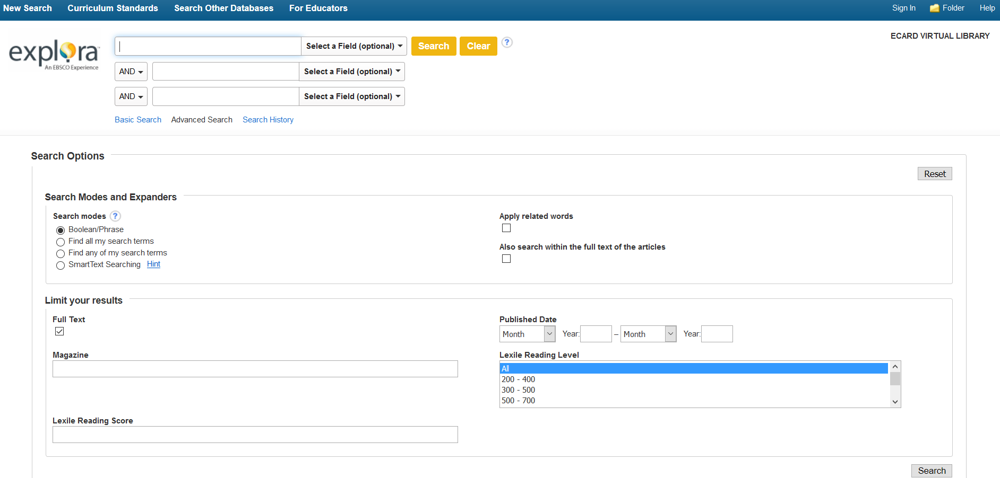 New Search Curriculum Standards Search Other Databases For Educators Sign In Folder Help
ECARD VIRTUAL LIBRARY
explora
An EBSCO Experience
Select a Field (optional) Search Clear ?
AND Select a Field (optional)
AND Select a Field (optional)
Basic Search Advanced Search Search History
Search Options
Reset
Search Modes and Expanders
Search modes ?
Boolean/Phrase
Find all my search terms
Find any of my search terms
SmartText Searching Hint
Apply related words
Also search within the full text of the articles
Limit your results
Full Text
Published Date
Month Year: – Month Year:
Magazine
Lexile Reading Level
All
200 - 400
300 - 500
500 - 700
Lexile Reading Score
Search